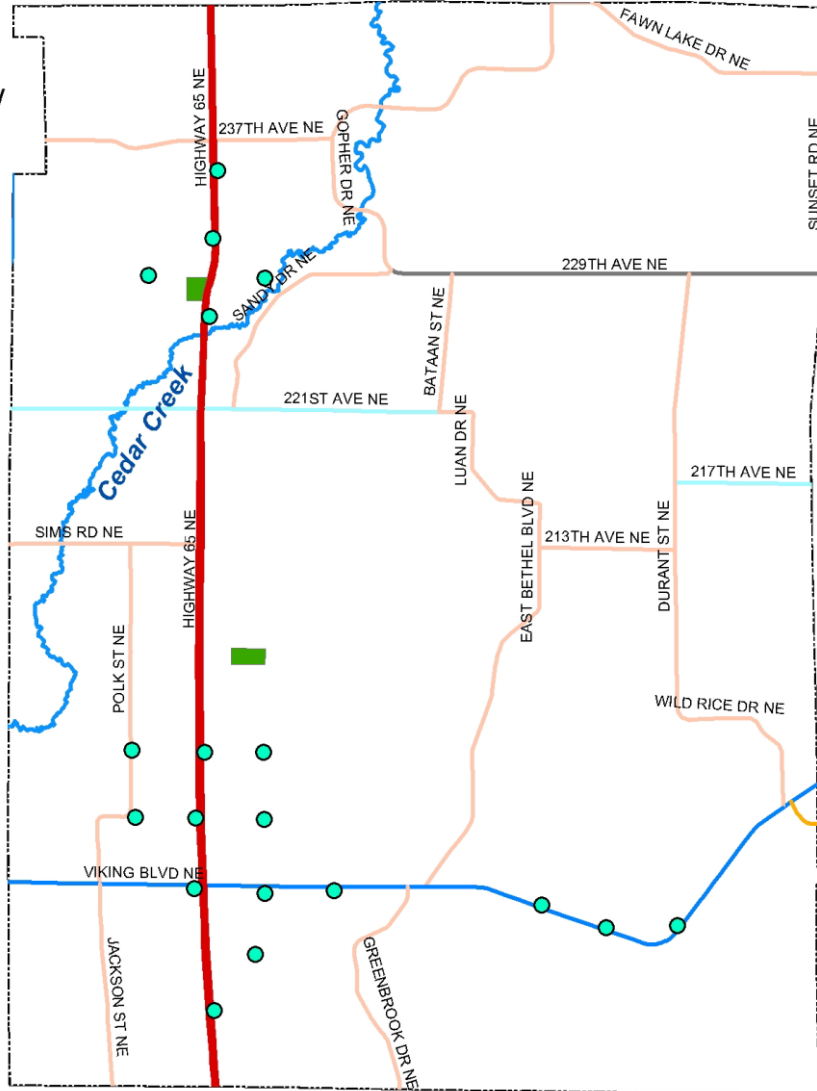 FAWN LAKE DR NE
HIGHWAY 65 NE
237TH AVE NE
GOPHER DR NE
SUNSET RD NE
229TH AVE NE
SANDY DR NE
BATAAN ST NE
221ST AVE NE
Cedar Creek
LUAN DR NE
217TH AVE NE
EAST BETHEL BLVD NE
DURANT ST NE
HIGHWAY 65 NE
SIMS RD NE
213TH AVE NE
POLK ST NE
WILD RICE DR NE
VIKING BLVD NE
JACKSON ST NE
GREENBROOK DR NE